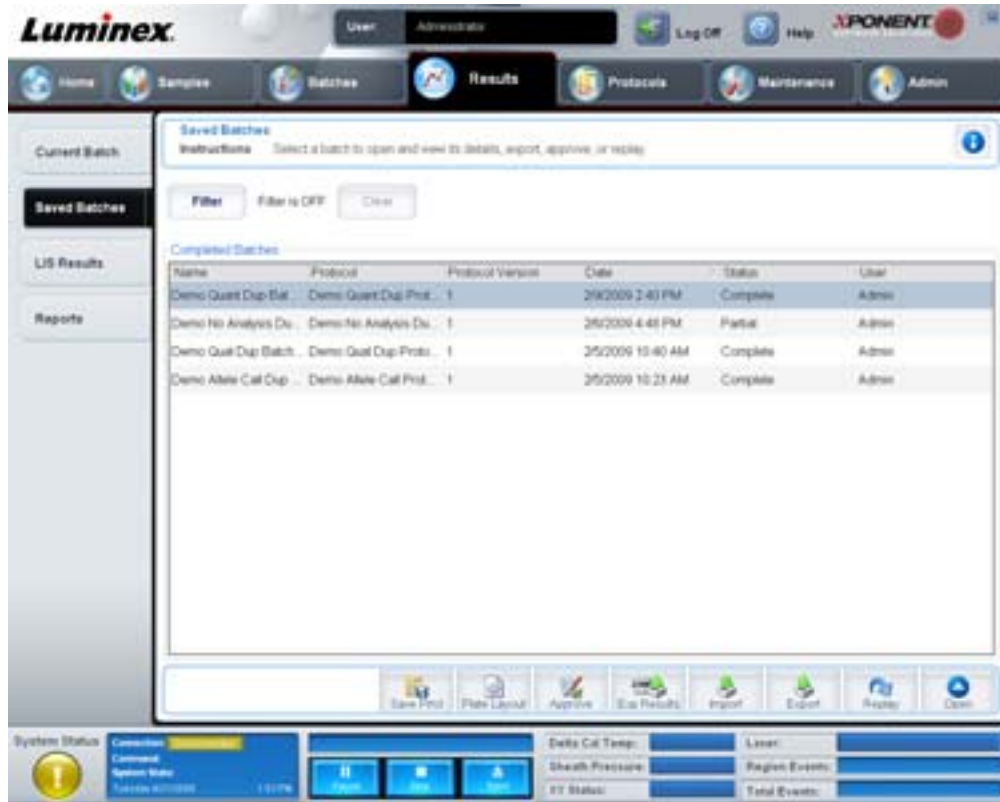 Luminex.
User Administrator
Log Off
Help
XPONENT
Home
Samples
Batches
Results
Protocols
Maintenance
Admin
Current Batch
Saved Batches
LIS Results
Reports
Saved Batches
Instructions Select a batch to open and view its details, export, approve, or replay.
Filter
Filter is OFF
Clear
Completed Batches
Name Protocol Protocol Version Date Status User
Demo Quant Dup Bat... Demo Quant Dup Prot... 1 2/9/2009 2:40 PM Complete Admin
Demo No Analysis Du... Demo No Analysis Du... 1 4:48 PM Partial Admin
Demo Qual Dup Batch... Demo Qual Dup Proto... 1 2/5/2009 10:40 AM Complete Admin
Demo Allele Call Dup ... Demo Allele Call Prot... 1 2/5/2009 10:23 AM Complete Admin
Save Prtcl
Plate Layout
Approve
Exp Results
Import
Export
Replay
Open
System Status
Connection:
Command:
System State:
Tuesday
Pause
Stop
Eject
Delta Cal Temp:
Sheath Pressure:
XY Status:
Laser:
Region Events:
Total Events: